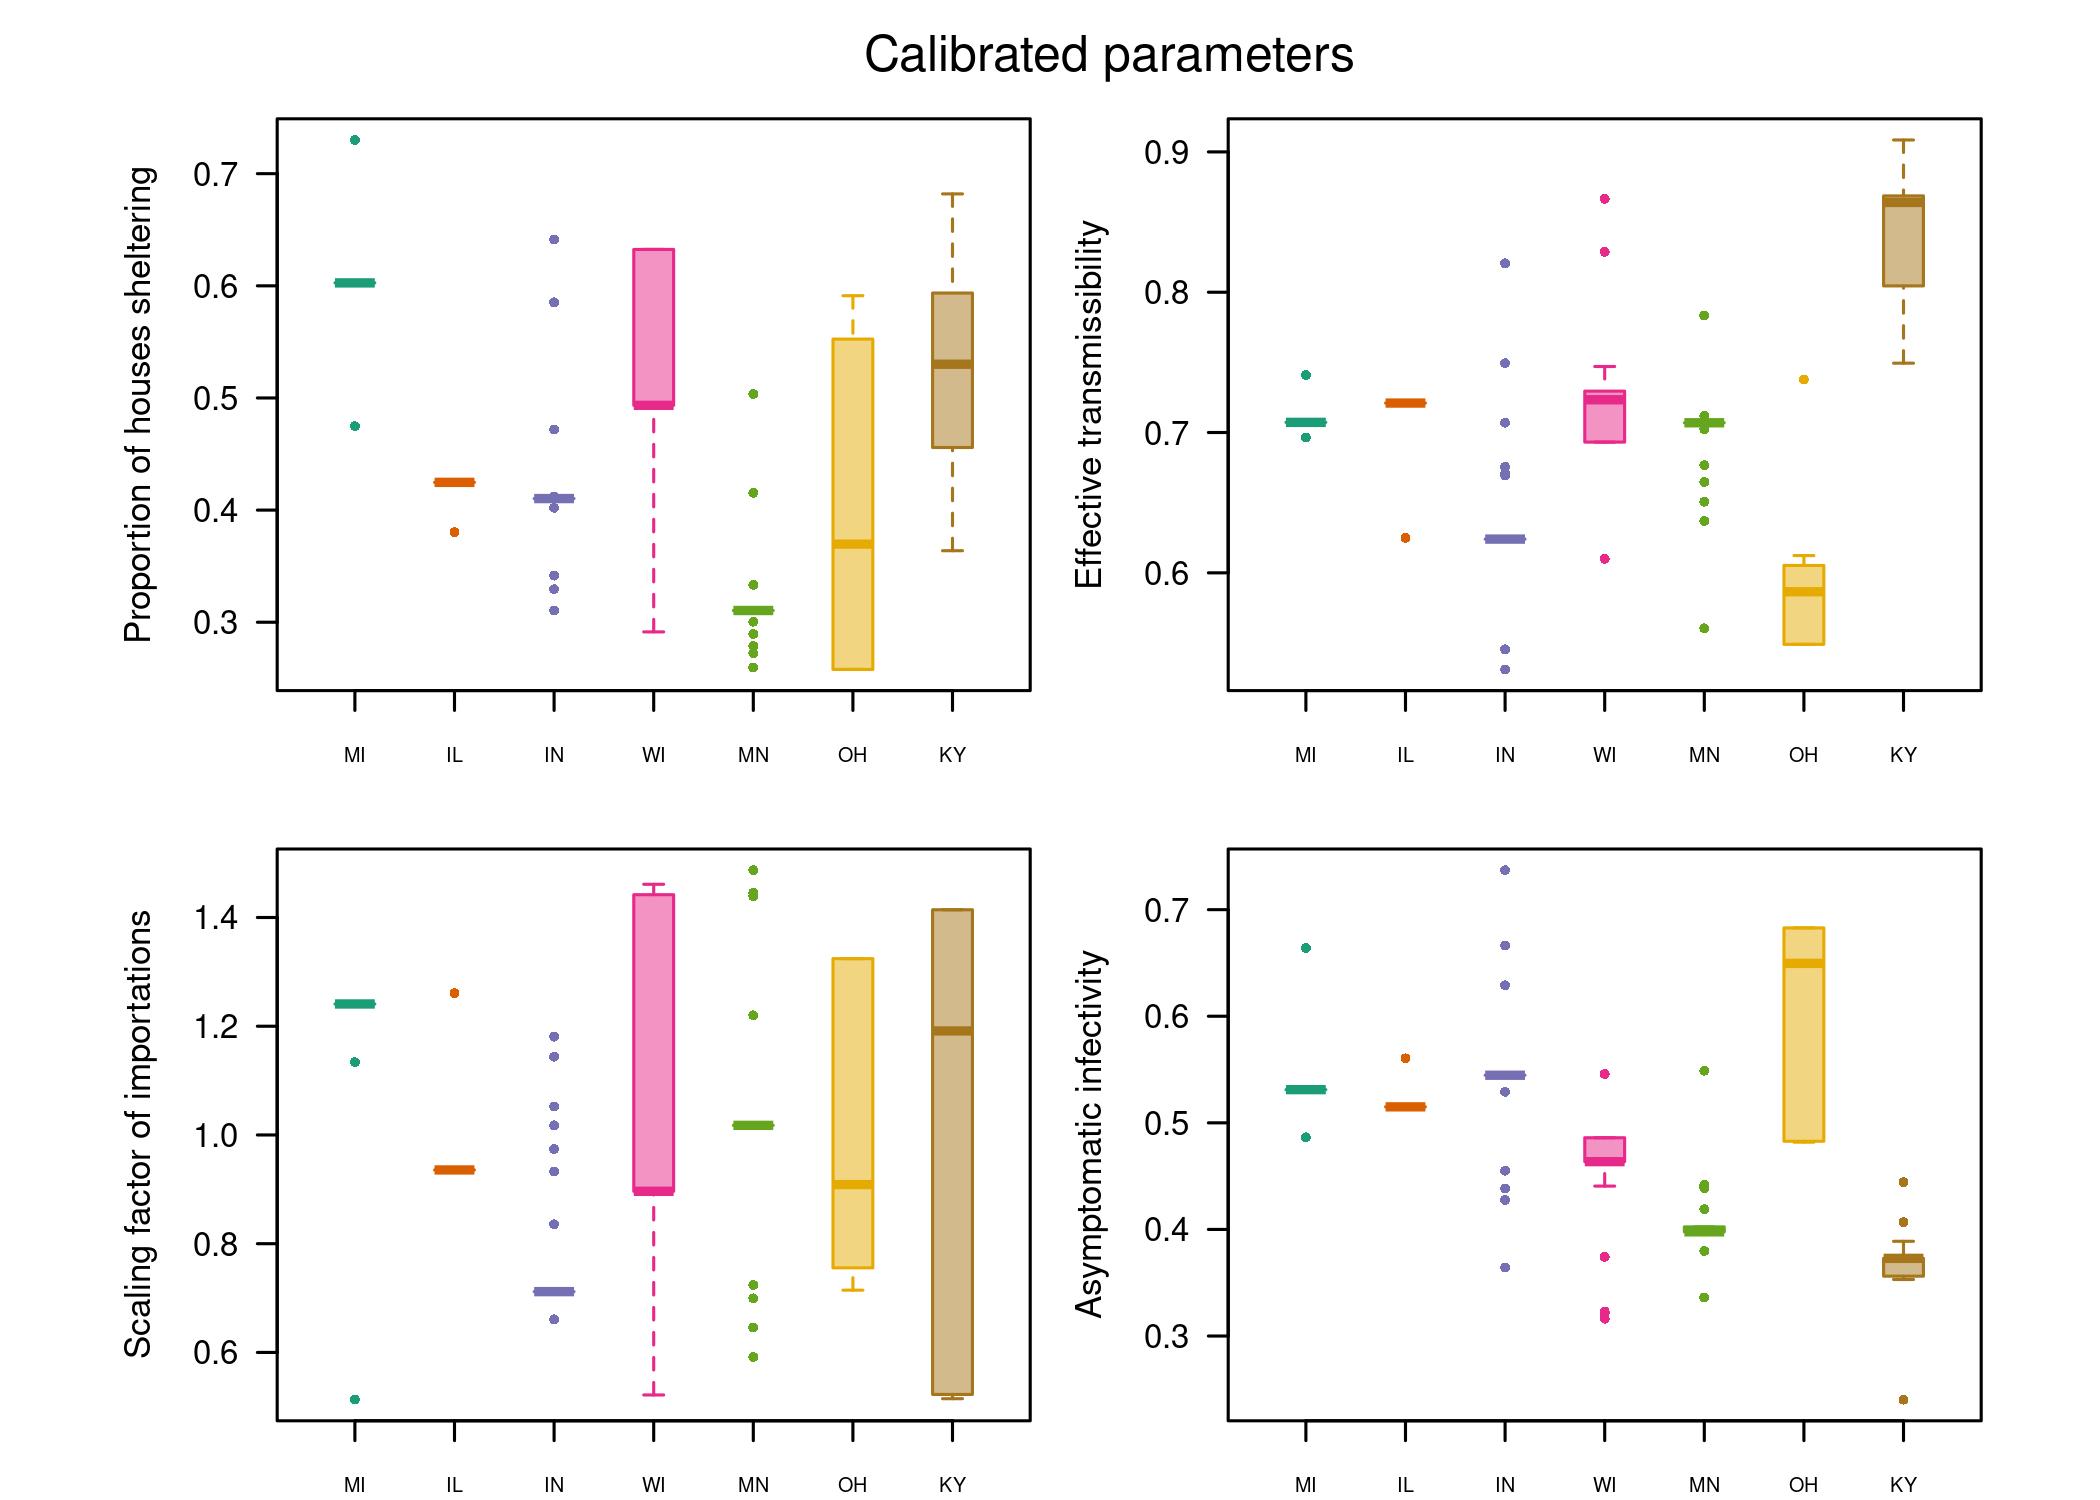 Calibrated parameters
Proportion of houses sheltering
0.7
0.6
0.5
0.4
0.3
MI IL IN WI MN OH KY
Effective transmissibility
0.9
0.8
0.7
0.6
MI IL IN WI MN OH KY
Scaling factor of importations
1.4
1.2
1.0
0.8
0.6
MI IL IN WI MN OH KY
Asymptomatic infectivity
0.7
0.6
0.5
0.4
0.3
MI IL IN WI MN OH KY